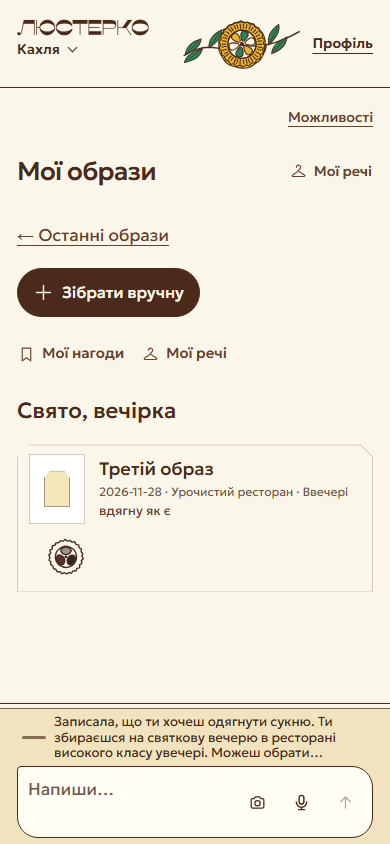 ЛЮСТЕРКО
Кахля
Профіль
Можливості
Мої образи
Мої речі
← Останні образи
Зібрати вручну
Мої нагоди
Мої речі
Свято, вечірка
Третій образ
2026-11-28 · Урочистий ресторан · Ввечері
вдягну як є
Записала, що ти хочеш одягнути сукню. Ти
збираєшся на святкову вечерю в ресторані
високого класу увечері. Можеш обрати…
Напиши…